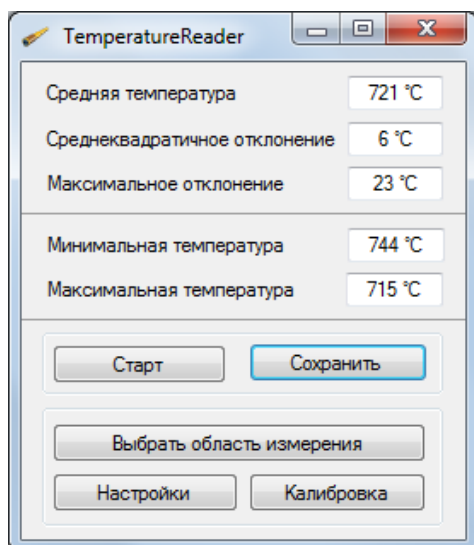 TemperatureReader
Средняя температура 721 °C
Среднеквадратичное отклонение 6 °C
Максимальное отклонение 23 °C
Минимальная температура 744 °C
Максимальная температура 715 °C
Старт Сохранить
Выбрать область измерения
Настройки Калибровка